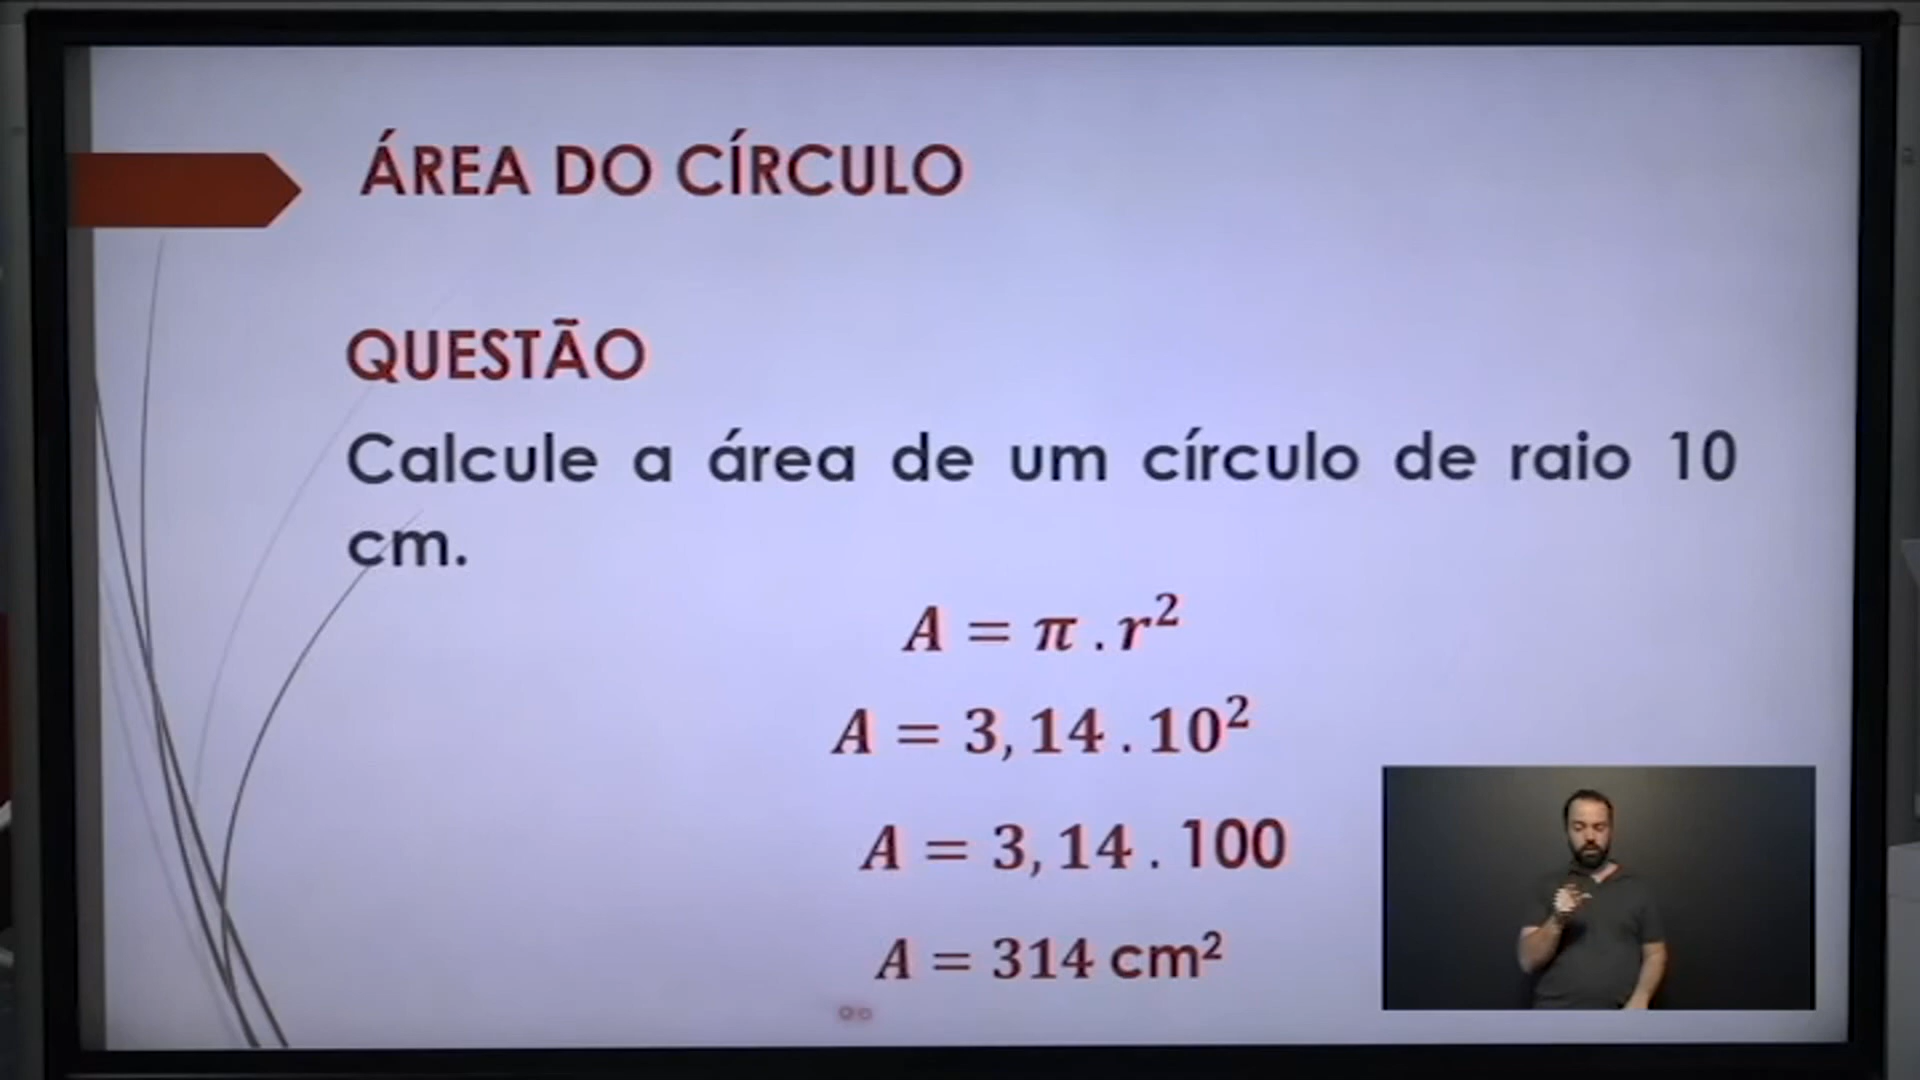 ÁREA DO CÍRCULO
QUESTÃO
Calcule a área de um círculo de raio 10
cm.
A = π . r²
A = 3, 14 . 10²
A = 3, 14 . 100
A = 314 cm²